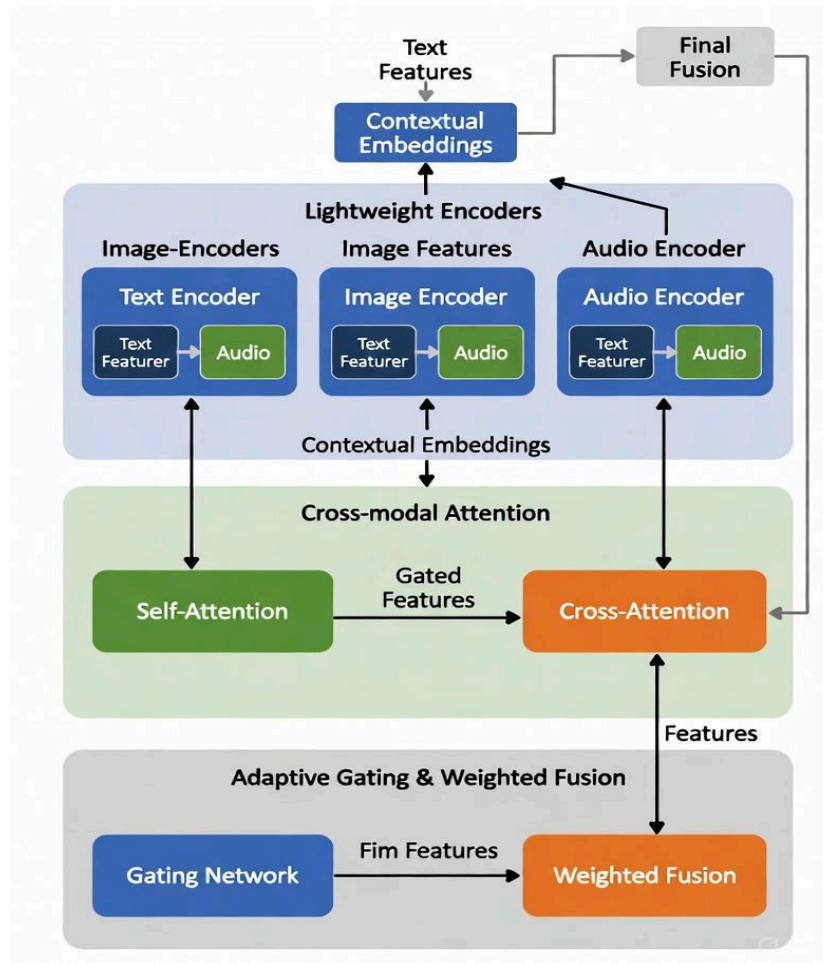 Text
Features
Final
Fusion
Contextual
Embeddings
Lightweight Encoders
Image-Encoders
Image Features
Audio Encoder
Text Encoder
Image Encoder
Audio Encoder
Text
Featurer
Audio
Text
Featurer
Audio
Text
Featurer
Audio
Contextual Embeddings
Cross-modal Attention
Self-Attention
Gated
Features
Cross-Attention
Features
Adaptive Gating & Weighted Fusion
Gating Network
Fim Features
Weighted Fusion